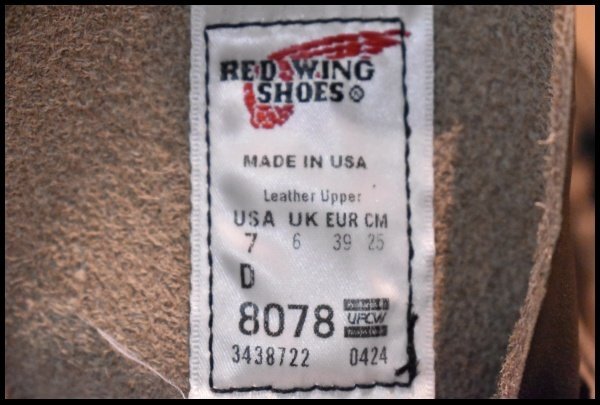 RED WING
SHOES®
MADE IN USA
Leather Upper
USA UK EUR CM
7 6 39 25
D
8078 UFCW
3438722 0424